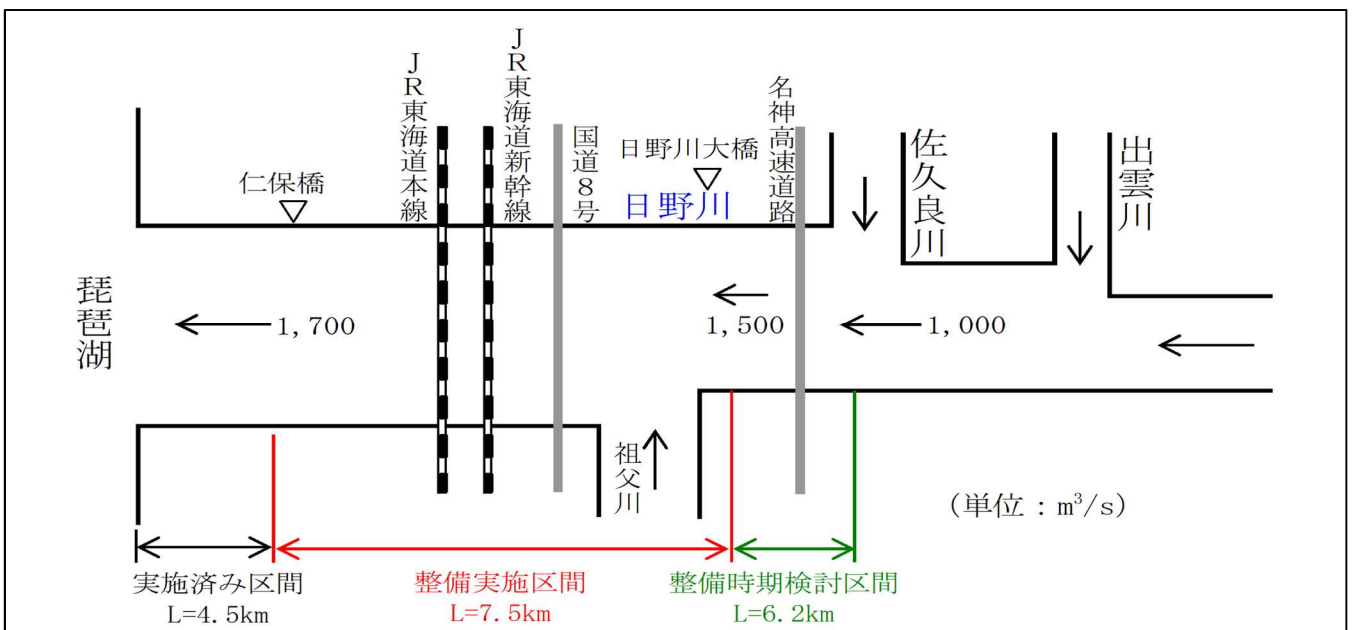 JR東海道本線
JR東海道新幹線
国道8号
日野川大橋
名神高速道路
佐久良川
出雲川
仁保橋
日野川
琵琶湖
1,700
1,500
1,000
祖父川
(単位：m³/s)
実施済み区間
L=4.5km
整備実施区間
L=7.5km
整備時期検討区間
L=6.2km